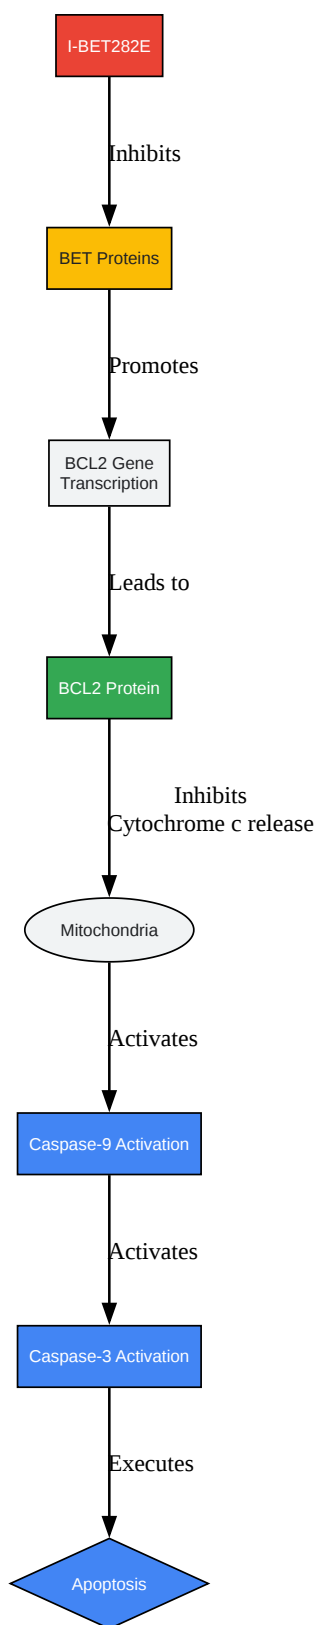 I-BET282E
Inhibits
BET Proteins
Promotes
BCL2 Gene
Transcription
Leads to
BCL2 Protein
Inhibits
Cytochrome c release
Mitochondria
Activates
Caspase-9 Activation
Activates
Caspase-3 Activation
Executes
Apoptosis